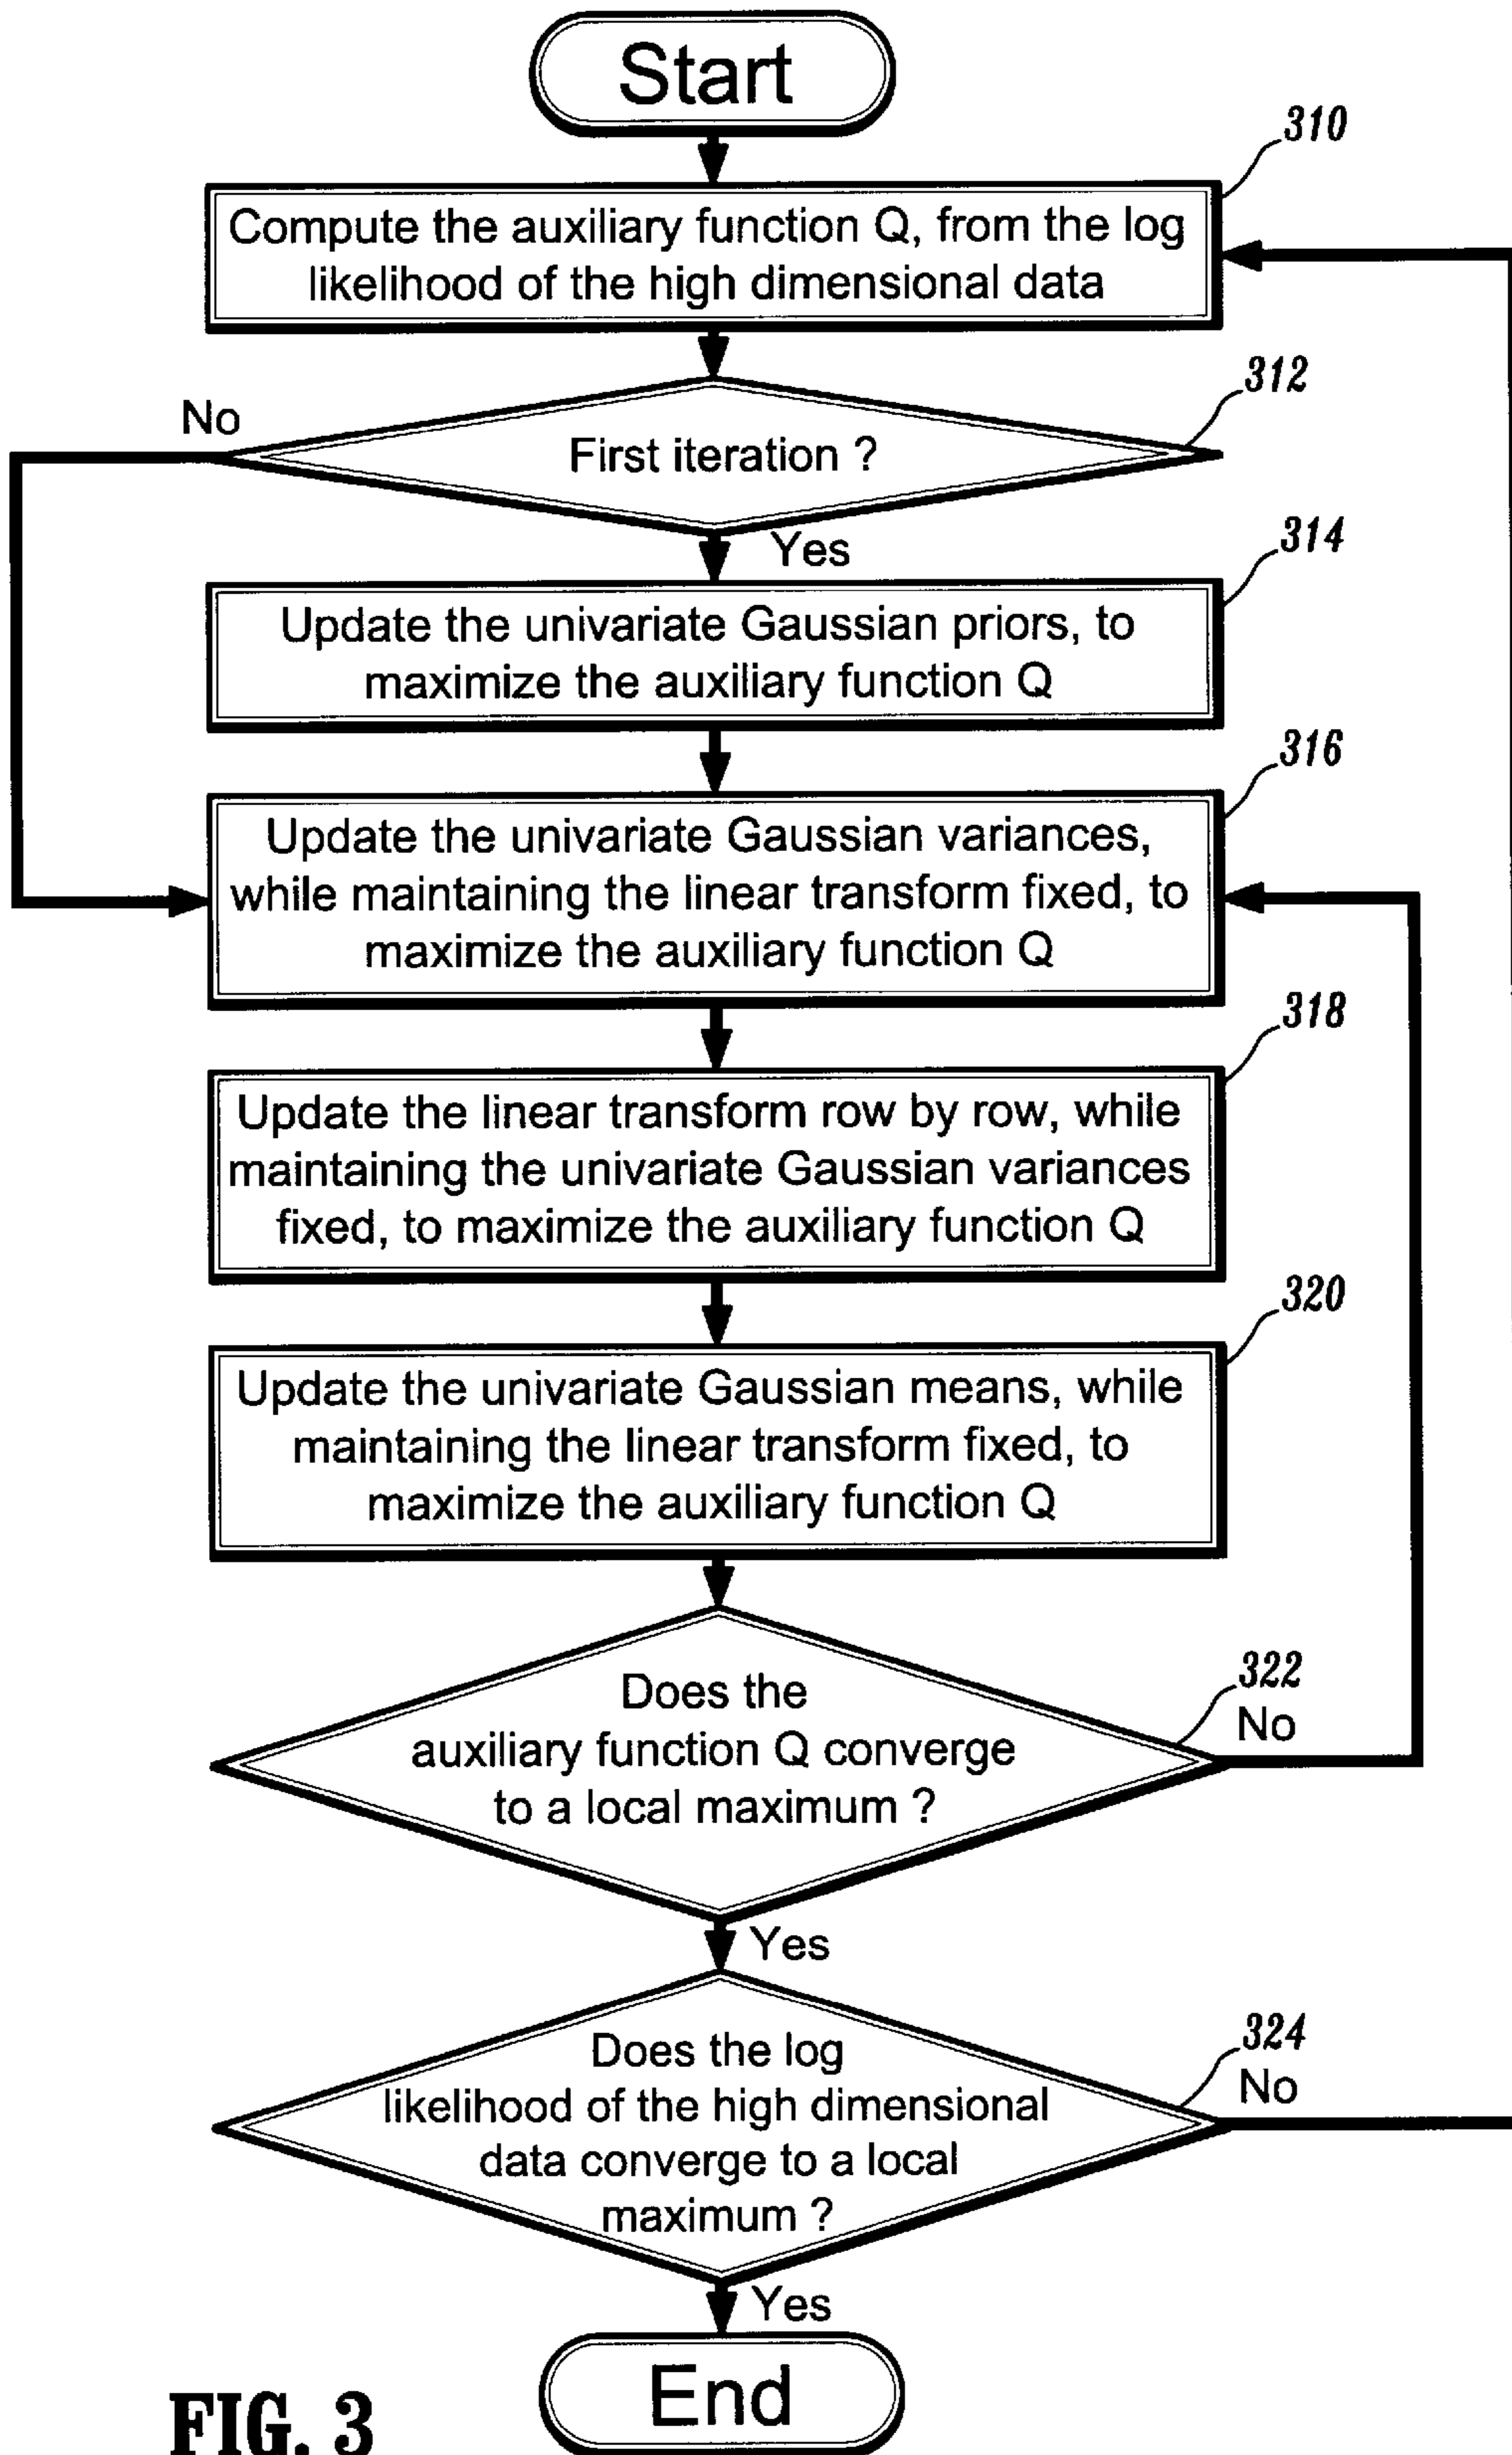 Start
310
Compute the auxiliary function Q, from the log
likelihood of the high dimensional data
312
No
First iteration ?
Yes
314
Update the univariate Gaussian priors, to
maximize the auxiliary function Q
316
Update the univariate Gaussian variances,
while maintaining the linear transform fixed, to
maximize the auxiliary function Q
318
Update the linear transform row by row, while
maintaining the univariate Gaussian variances
fixed, to maximize the auxiliary function Q
320
Update the univariate Gaussian means, while
maintaining the linear transform fixed, to
maximize the auxiliary function Q
322
No
Does the
auxiliary function Q converge
to a local maximum ?
Yes
324
No
Does the log
likelihood of the high dimensional
data converge to a local
maximum ?
Yes
End
FIG. 3